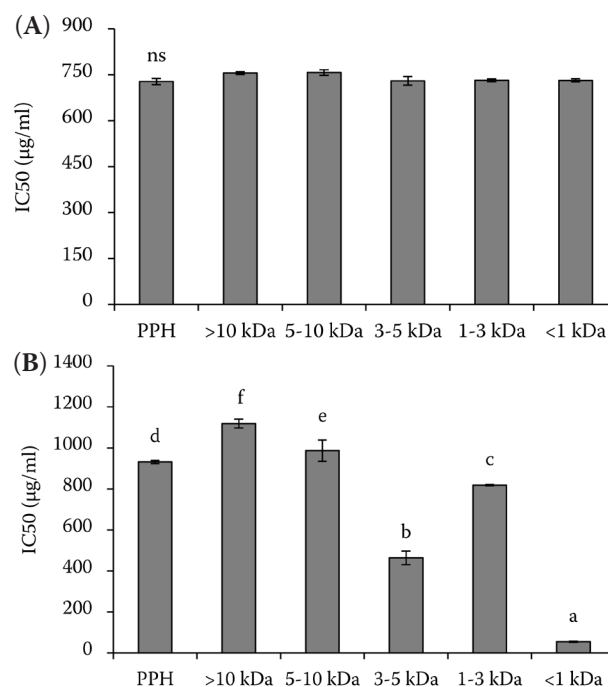 (A)
900
750
600
450
300
150
0
IC50 (µg/ml)
ns
PPH >10 kDa 5-10 kDa 3-5 kDa 1-3 kDa <1 kDa
(B)
1400
1200
1000
800
600
400
200
0
IC50 (µg/ml)
d f e b c a
PPH >10 kDa 5-10 kDa 3-5 kDa 1-3 kDa <1 kDa